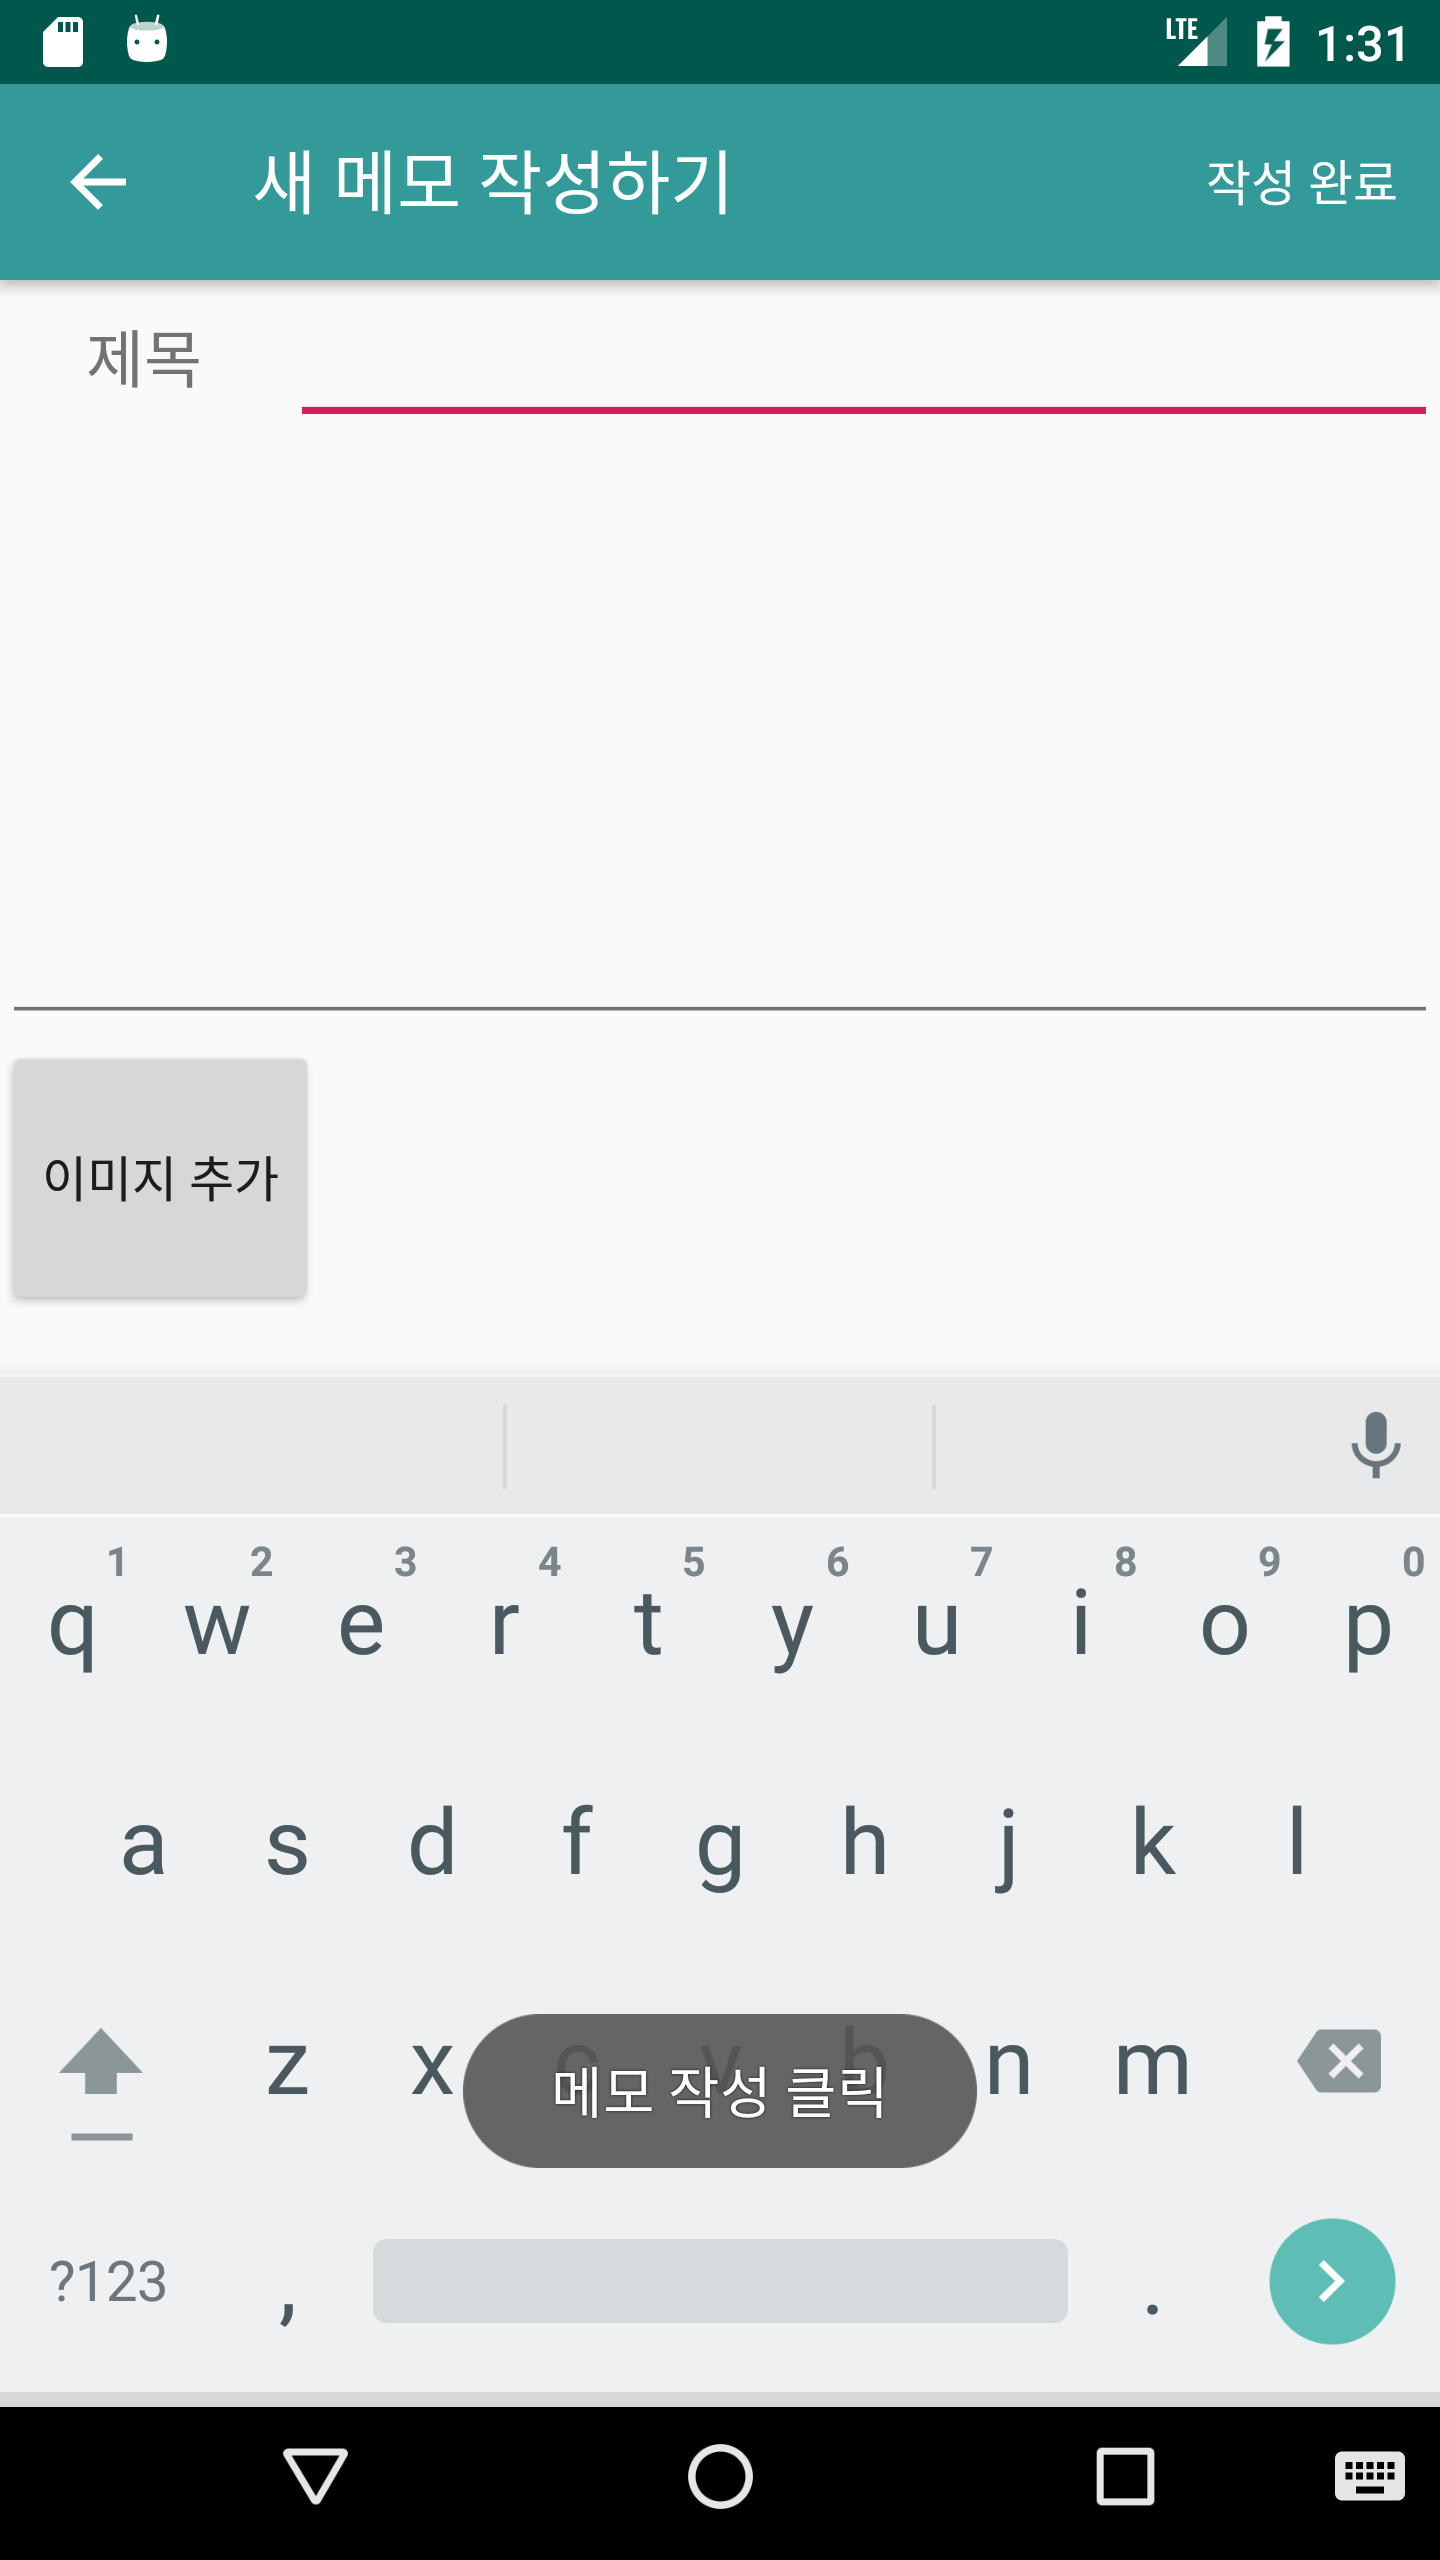 LTE 1:31
새 메모 작성하기 작성 완료
제목
이미지 추가
1 2 3 4 5 6 7 8 9 0
q w e r t y u i o p
a s d f g h j k l
z x c v b n m
메모 작성 클릭
?123 , .